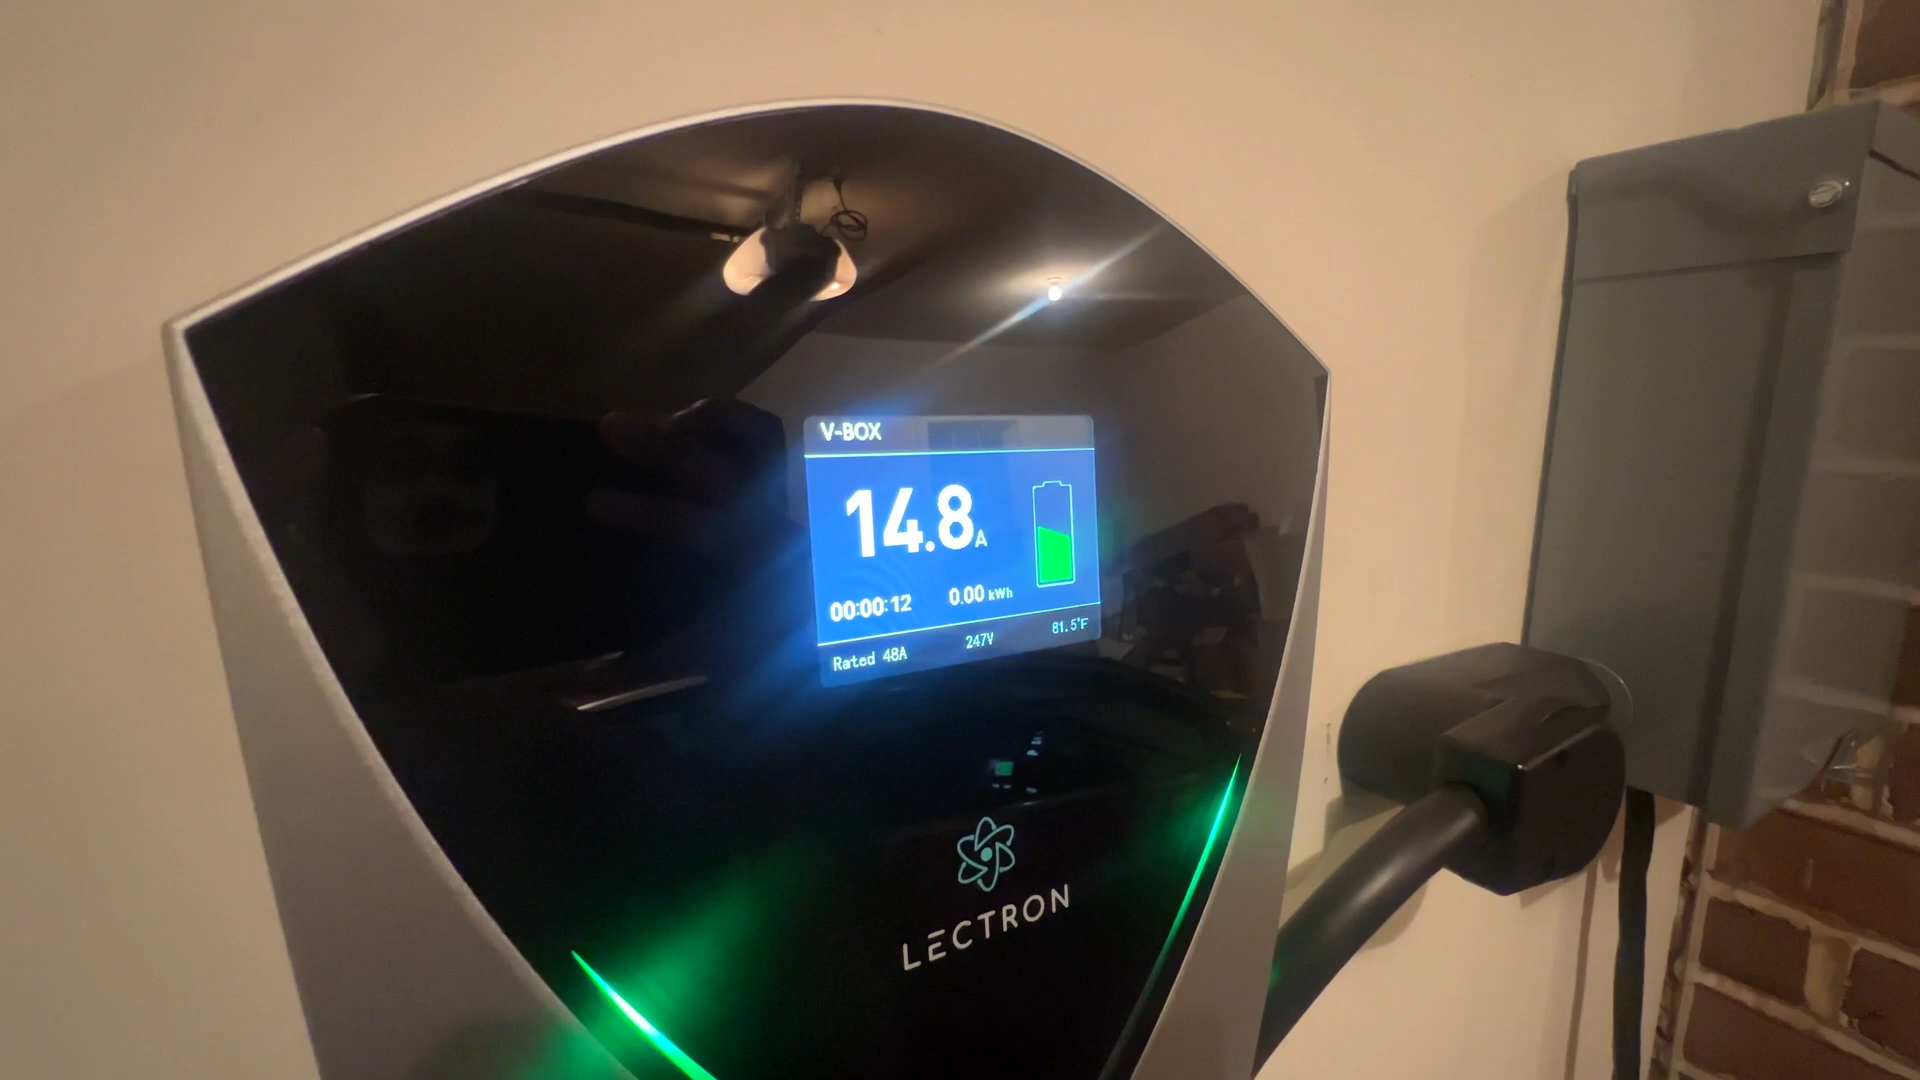 V-BOX
14.8A
00:00:12 0.00 kWh
Rated 48A 247V 81.5°F
LECTRON